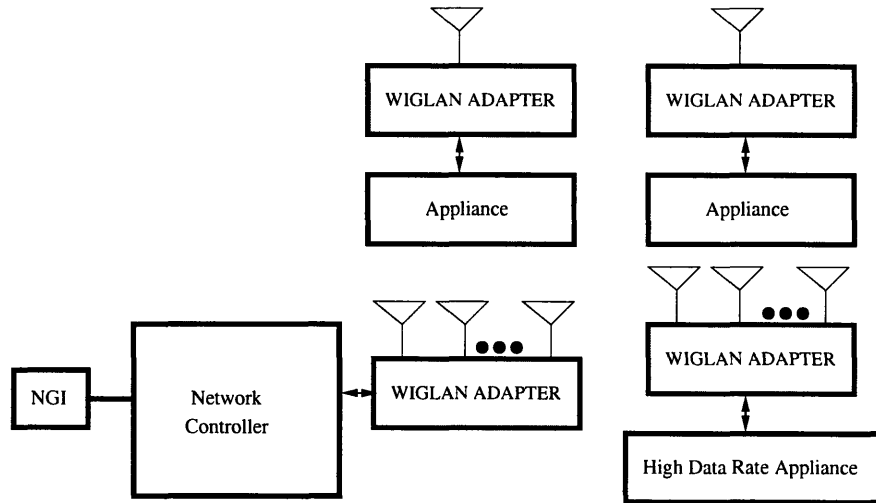 WIGLAN ADAPTER
WIGLAN ADAPTER
Appliance
Appliance
WIGLAN ADAPTER
NGI
Network
Controller
WIGLAN ADAPTER
High Data Rate Appliance